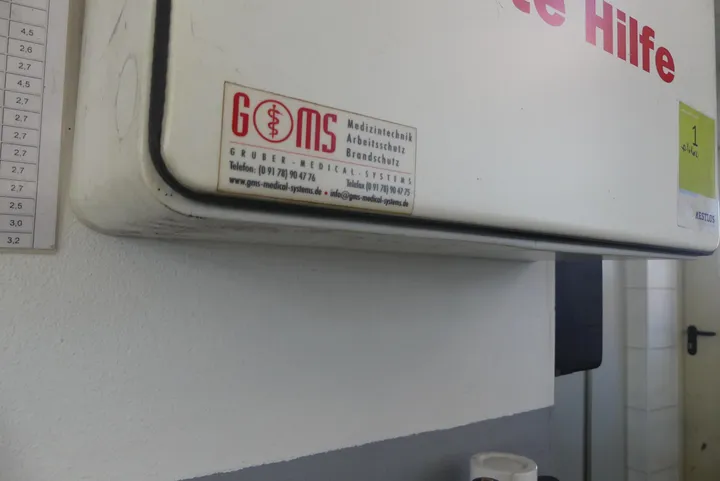 4,5
2,6
2,7
4,5
2,7
2,7
2,7
2,7
2,7
2,5
3,0
3,2
te Hilfe
GMS
Medizintechnik
Arbeitsschutz
Brandschutz
GRUBER - MEDICAL - SYSTEMS
Telefon: (0 91 78) 90 47 76
Telefax (0 91 78) 90 47 75
www.gms-medical-systems.de • info@gms-medical-systems.de
1